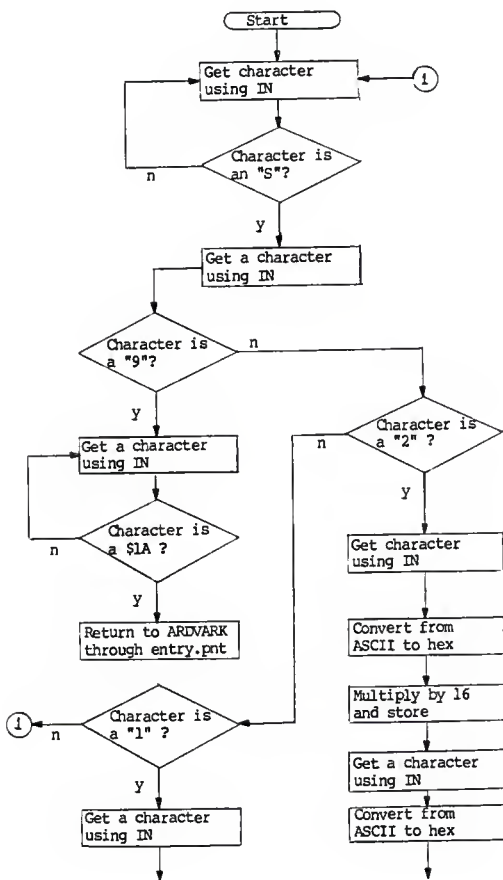 Start
Get character
using IN
1
Character is
an "S"?
n
y
Get a character
using IN
Character is
a "9"?
n
y
Get a character
using IN
Character is
a $1A ?
n
y
Return to ARDVARK
through entry.pnt
Character is
a "2" ?
n
y
Get character
using IN
Convert from
ASCII to hex
Multiply by 16
and store
Get a character
using IN
Convert from
ASCII to hex
Character is
a "1" ?
1
n
y
Get a character
using IN